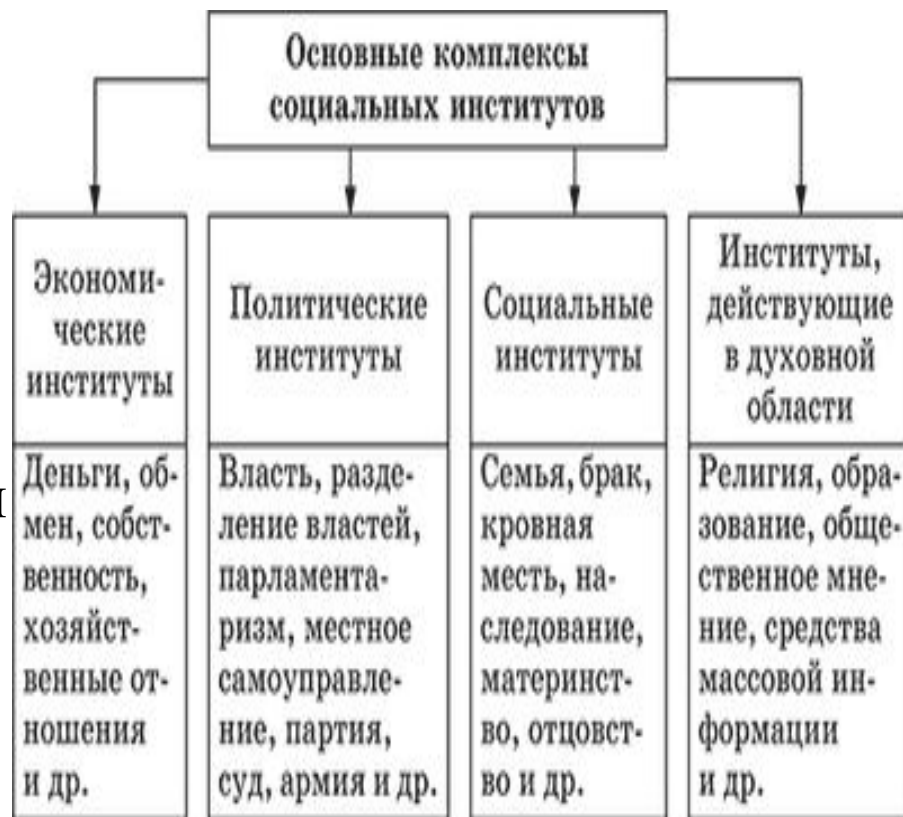 Основные комплексы
социальных институтов
Экономи-
ческие
институты
Политические
институты
Социальные
институты
Институты,
действующие
в духовной
области
Деньги, об-
мен, собст-
венность,
хозяйст-
венные от-
ношения
и др.
Власть, разде-
ление властей,
парламента-
ризм, местное
самоуправле-
ние, партия,
суд, армия и др.
Семья, брак,
кровная
месть, на-
следование,
материнст-
во, отцовст-
во и др.
Религия, обра-
зование, обще-
ственное мне-
ние, средства
массовой ин-
формации
и др.